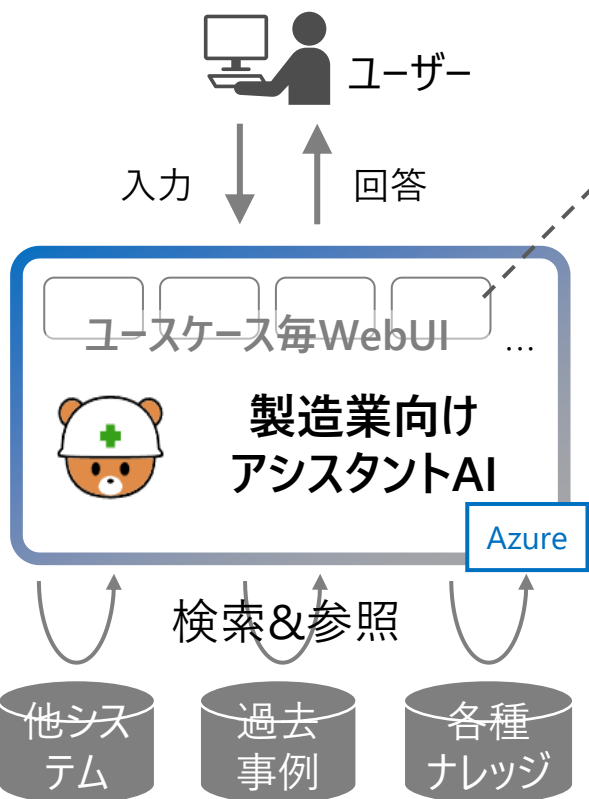 ユーザー
入力
回答
ユースケース毎WebUI
…
製造業向け
アシスタントAI
Azure
検索&参照
他シス
テム
過去
事例
各種
ナレッジ